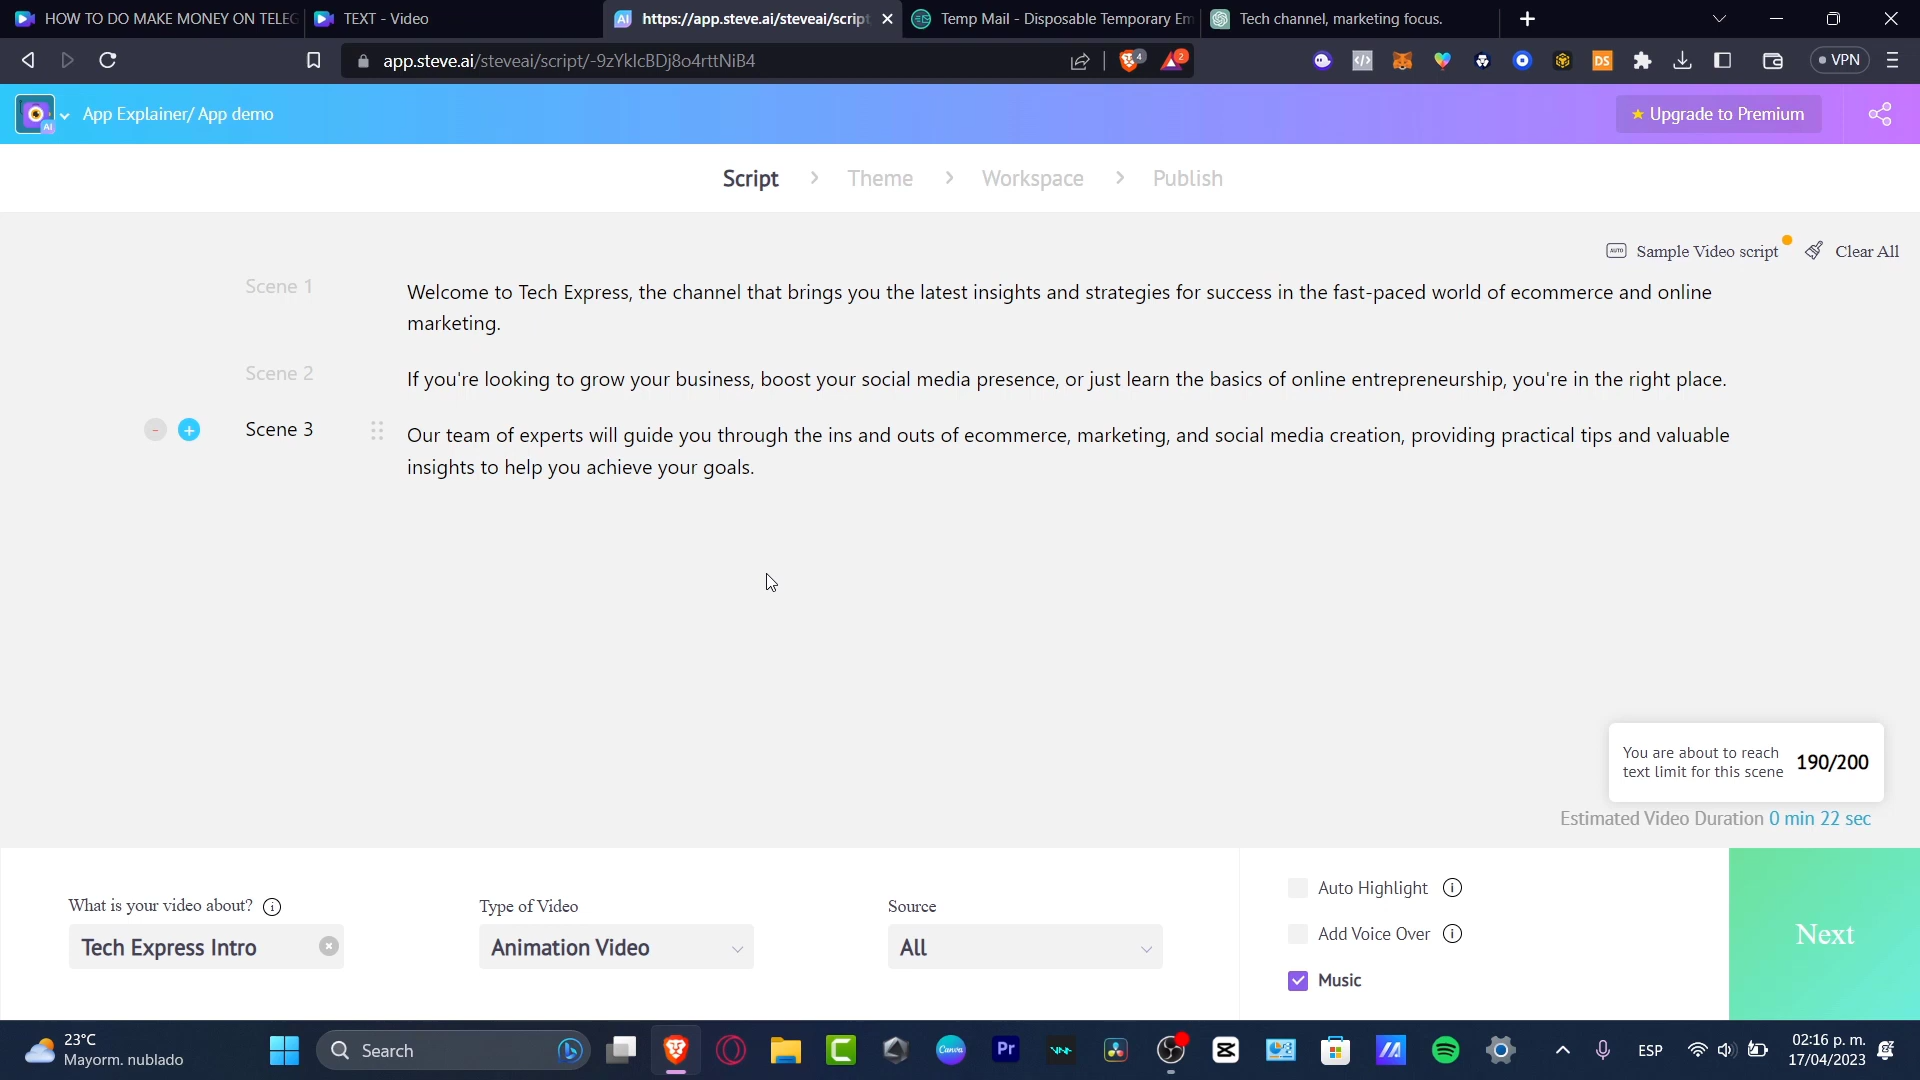 HOW TO DO MAKE MONEY ON TELEG
TEXT - Video
https://app.steve.ai/steveai/script
Temp Mail - Disposable Temporary Em
Tech channel, marketing focus.
app.steve.ai/steveai/script/-9zYklcBDj8o4rttNiB4
4
2
DS
VPN
AI
App Explainer/ App demo
Upgrade to Premium
Script
Theme
Workspace
Publish
AUTO
Sample Video script
Clear All
Scene 1
Welcome to Tech Express, the channel that brings you the latest insights and strategies for success in the fast-paced world of ecommerce and online
marketing.
Scene 2
If you're looking to grow your business, boost your social media presence, or just learn the basics of online entrepreneurship, you're in the right place.
Scene 3
Our team of experts will guide you through the ins and outs of ecommerce, marketing, and social media creation, providing practical tips and valuable
insights to help you achieve your goals.
You are about to reach
text limit for this scene
190/200
Estimated Video Duration 0 min 22 sec
What is your video about?
Tech Express Intro
Type of Video
Animation Video
Source
All
Auto Highlight
Add Voice Over
Music
Next
23°C
Mayorm. nublado
Search
Canva
Pr
ESP
02:16 p. m.
17/04/2023